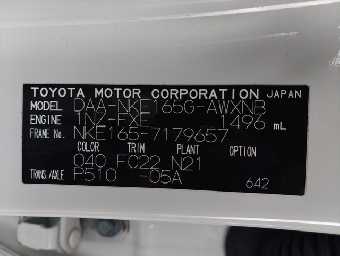 TOYOTA MOTOR CORPORATION JAPAN
MODEL DAA-NKE165G-AWXNB
ENGINE 1NZ-FXE 1496 mL
FRAME No. NKE165-7179657
COLOR TRIM PLANT OPTION
040 FC22 N21
TRANS/AXLE P510 -05A
642